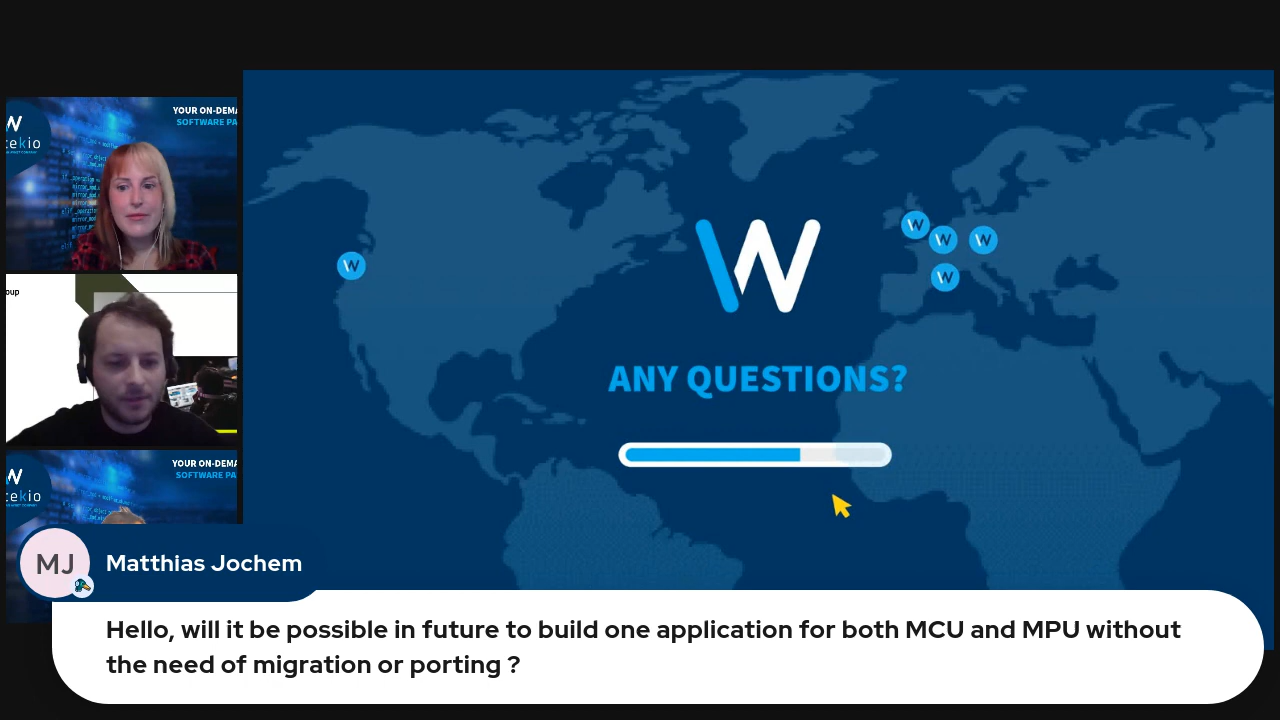 YOUR ON-DEMA
SOFTWARE PA
W
tekio
oup
YOUR ON-DEMA
SOFTWARE PA
W
tekio
W
W
W
W
W
W
ANY QUESTIONS?
MJ
Matthias Jochem
Hello, will it be possible in future to build one application for both MCU and MPU without
the need of migration or porting ?